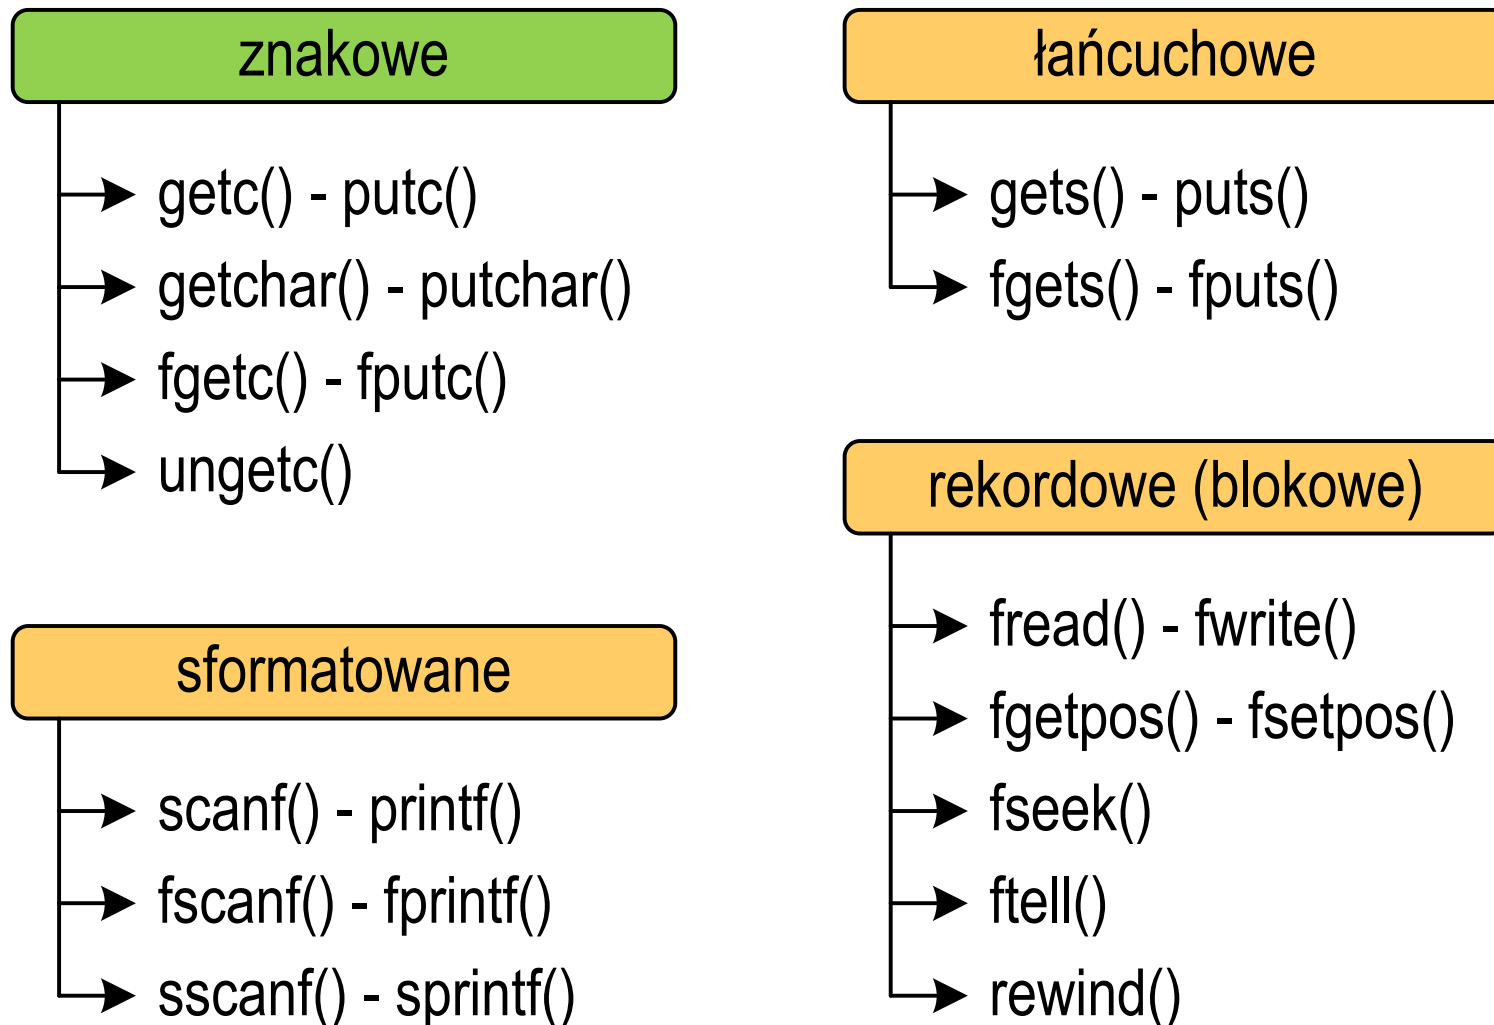 znakowe
getc() - putc()
getchar() - putchar()
fgetc() - fputc()
ungetc()
sformatowane
scanf() - printf()
fscanf() - fprintf()
sscanf() - sprintf()
łańcuchowe
gets() - puts()
fgets() - fputs()
rekordowe (blokowe)
fread() - fwrite()
fgetpos() - fsetpos()
fseek()
ftell()
rewind()